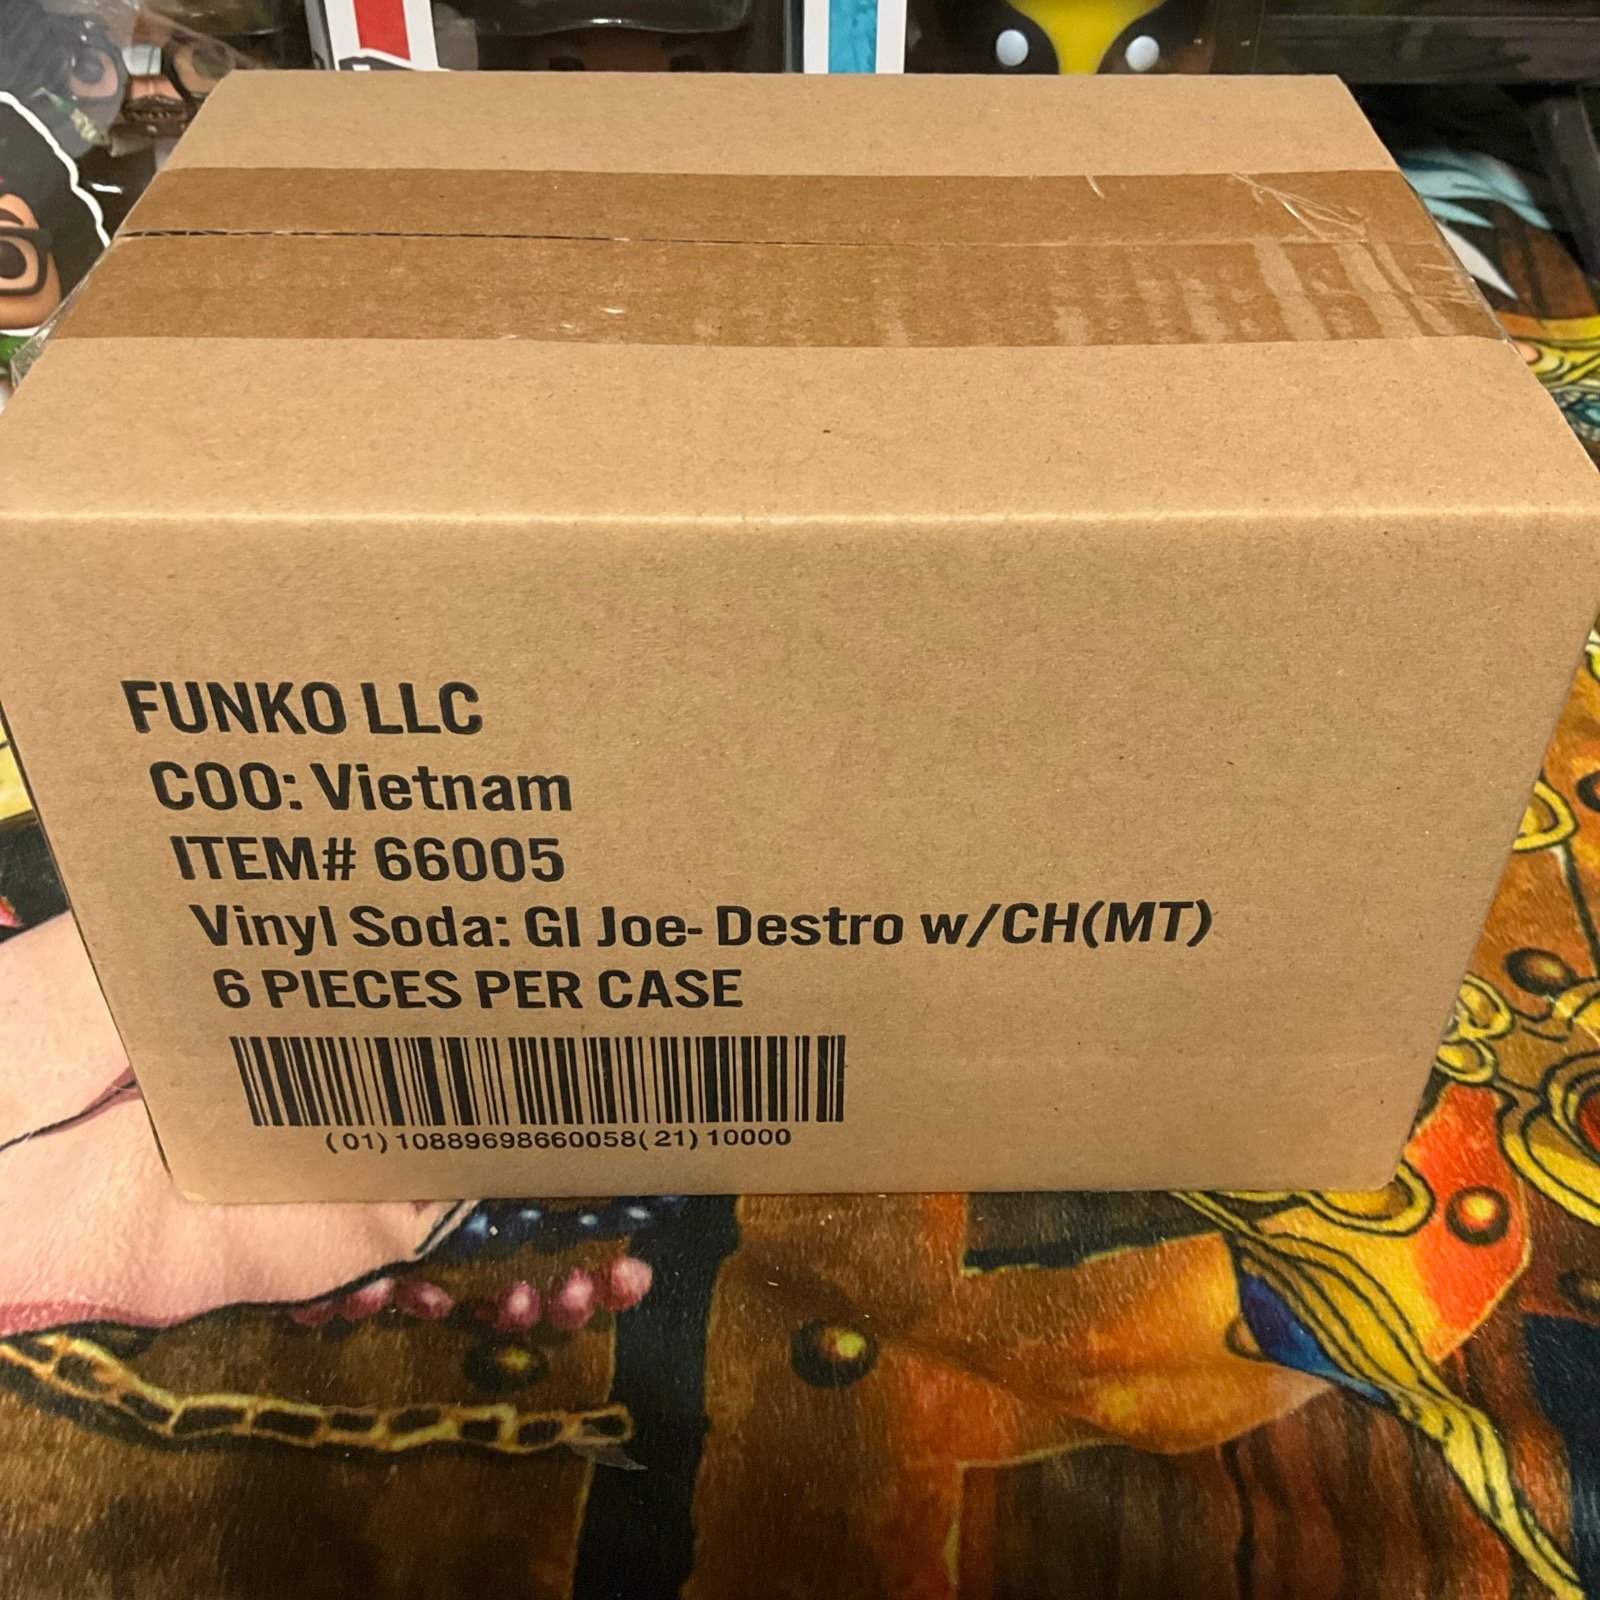 FUNKO LLC
COO: Vietnam
ITEM# 66005
Vinyl Soda: GI Joe- Destro w/CH(MT)
6 PIECES PER CASE
(01)10889698660058(21)10000